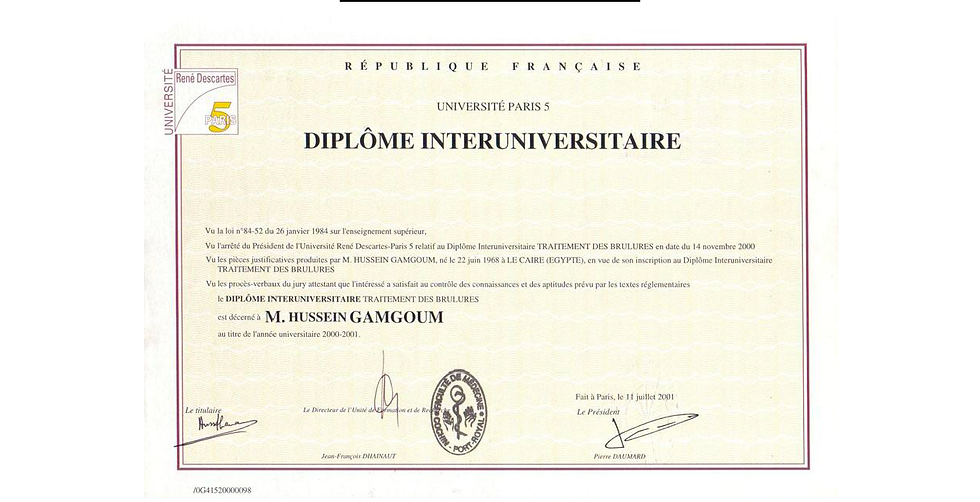 RÉPUBLIQUE FRANÇAISE
UNIVERSITÉ
René Descartes
PARIS 5
UNIVERSITÉ PARIS 5
DIPLÔME INTERUNIVERSITAIRE
Vu la loi n°84-52 du 26 janvier 1984 sur l'enseignement supérieur,
Vu l'arrêté du Président de l'Université René Descartes-Paris 5 relatif au Diplôme Interuniversitaire TRAITEMENT DES BRULURES en date du 14 novembre 2000
Vu les pièces justificatives produites par M. HUSSEIN GAMGOUM, né le 22 juin 1968 à LE CAIRE (EGYPTE), en vue de son inscription au Diplôme Interuniversitaire
TRAITEMENT DES BRULURES
Vu les procès-verbaux du jury attestant que l'intéressé a satisfait au contrôle des connaissances et des aptitudes prévu par les textes réglementaires
le DIPLÔME INTERUNIVERSITAIRE TRAITEMENT DES BRULURES
est décerné à M. HUSSEIN GAMGOUM
au titre de l'année universitaire 2000-2001.
Fait à Paris, le 11 juillet 2001
Le titulaire
Le Directeur de l'Unité de Formation et de
Le Président
FACULTÉ DE MÉDECINE
COCHIN - PORT-ROYAL
Jean-François DHAINAUT
Pierre DAUMARD
/0G41520000098